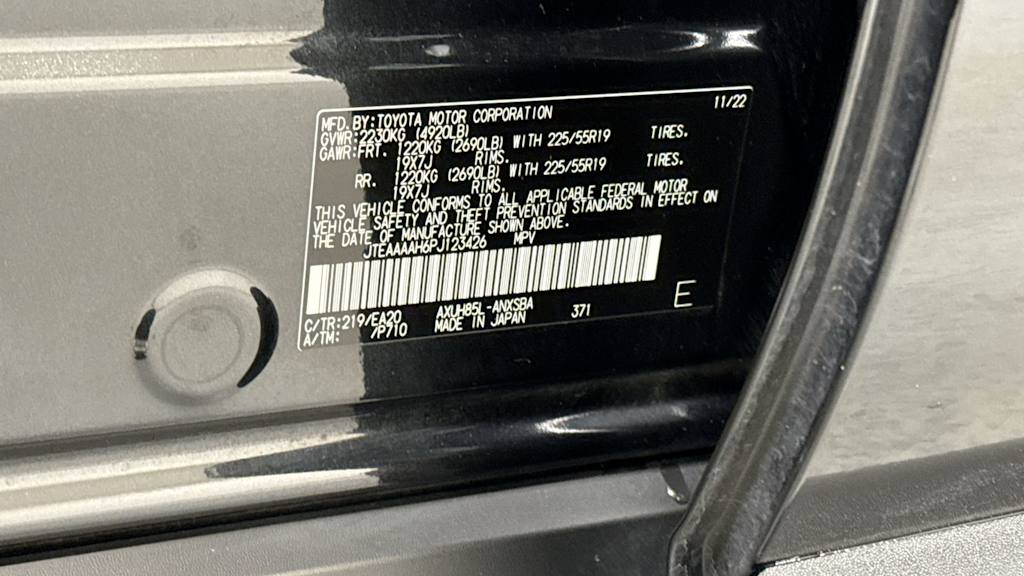 11/22
MFD. BY: TOYOTA MOTOR CORPORATION
GVWR: 2230KG (4920LB)
GAWR: FRT. 1220KG (2690LB) WITH 225/55R19 TIRES.
19X7J RIMS.
RR. 1220KG (2690LB) WITH 225/55R19 TIRES.
19X7J RIMS.
THIS VEHICLE CONFORMS TO ALL APPLICABLE FEDERAL MOTOR
VEHICLE SAFETY AND THEFT PREVENTION STANDARDS IN EFFECT ON
THE DATE OF MANUFACTURE SHOWN ABOVE.
JTEAAAAH6PJ123426 MPV
C/TR: 219/EA20 AXUH85L-ANXSBA 371 E
A/TM: /P710 MADE IN JAPAN